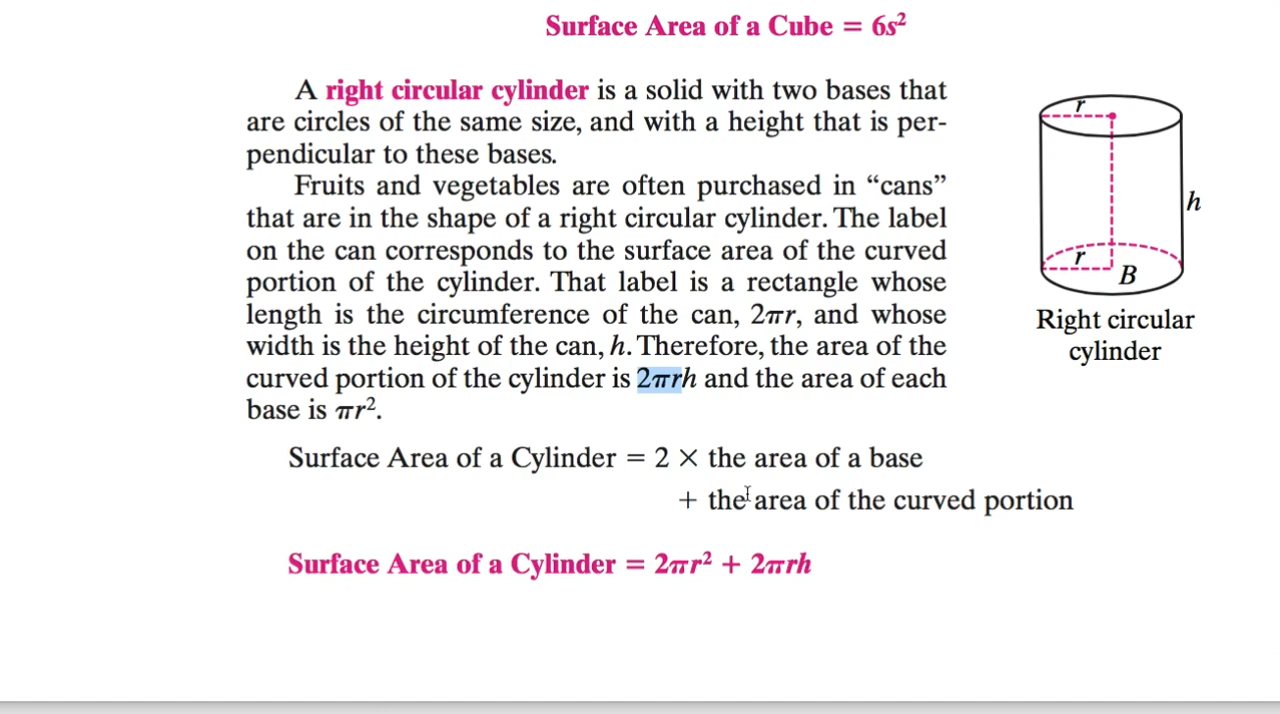 Surface Area of a Cube = 6s²
A right circular cylinder is a solid with two bases that
are circles of the same size, and with a height that is per-
pendicular to these bases.
Fruits and vegetables are often purchased in “cans”
that are in the shape of a right circular cylinder. The label
on the can corresponds to the surface area of the curved
portion of the cylinder. That label is a rectangle whose
length is the circumference of the can, 2πr, and whose
width is the height of the can, h. Therefore, the area of the
curved portion of the cylinder is 2πrh and the area of each
base is πr².
Surface Area of a Cylinder = 2 × the area of a base
+ the area of the curved portion
Surface Area of a Cylinder = 2πr² + 2πrh
r
h
r
B
Right circular
cylinder